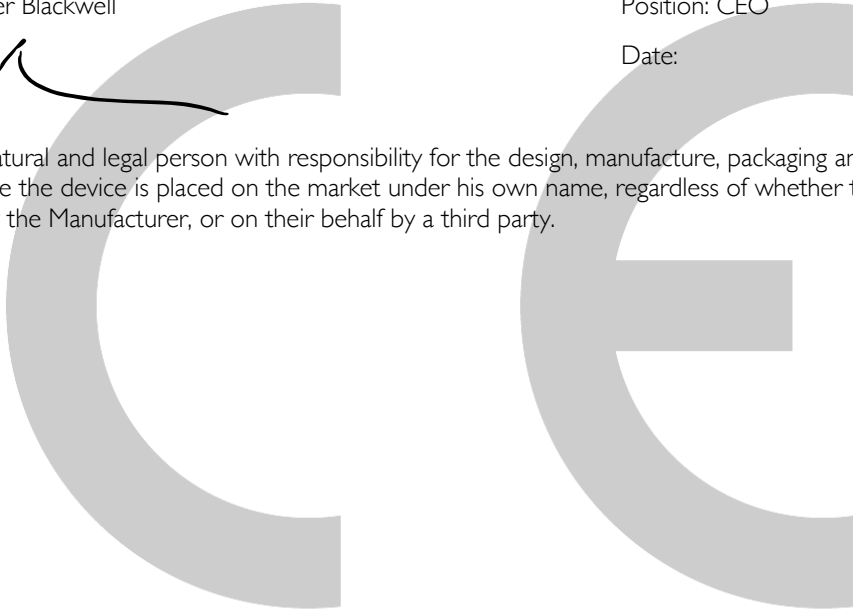 er Blackwell
Position: CEO
Date:
atural and legal person with responsibility for the design, manufacture, packaging an
e the device is placed on the market under his own name, regardless of whether t
the Manufacturer, or on their behalf by a third party.
CE